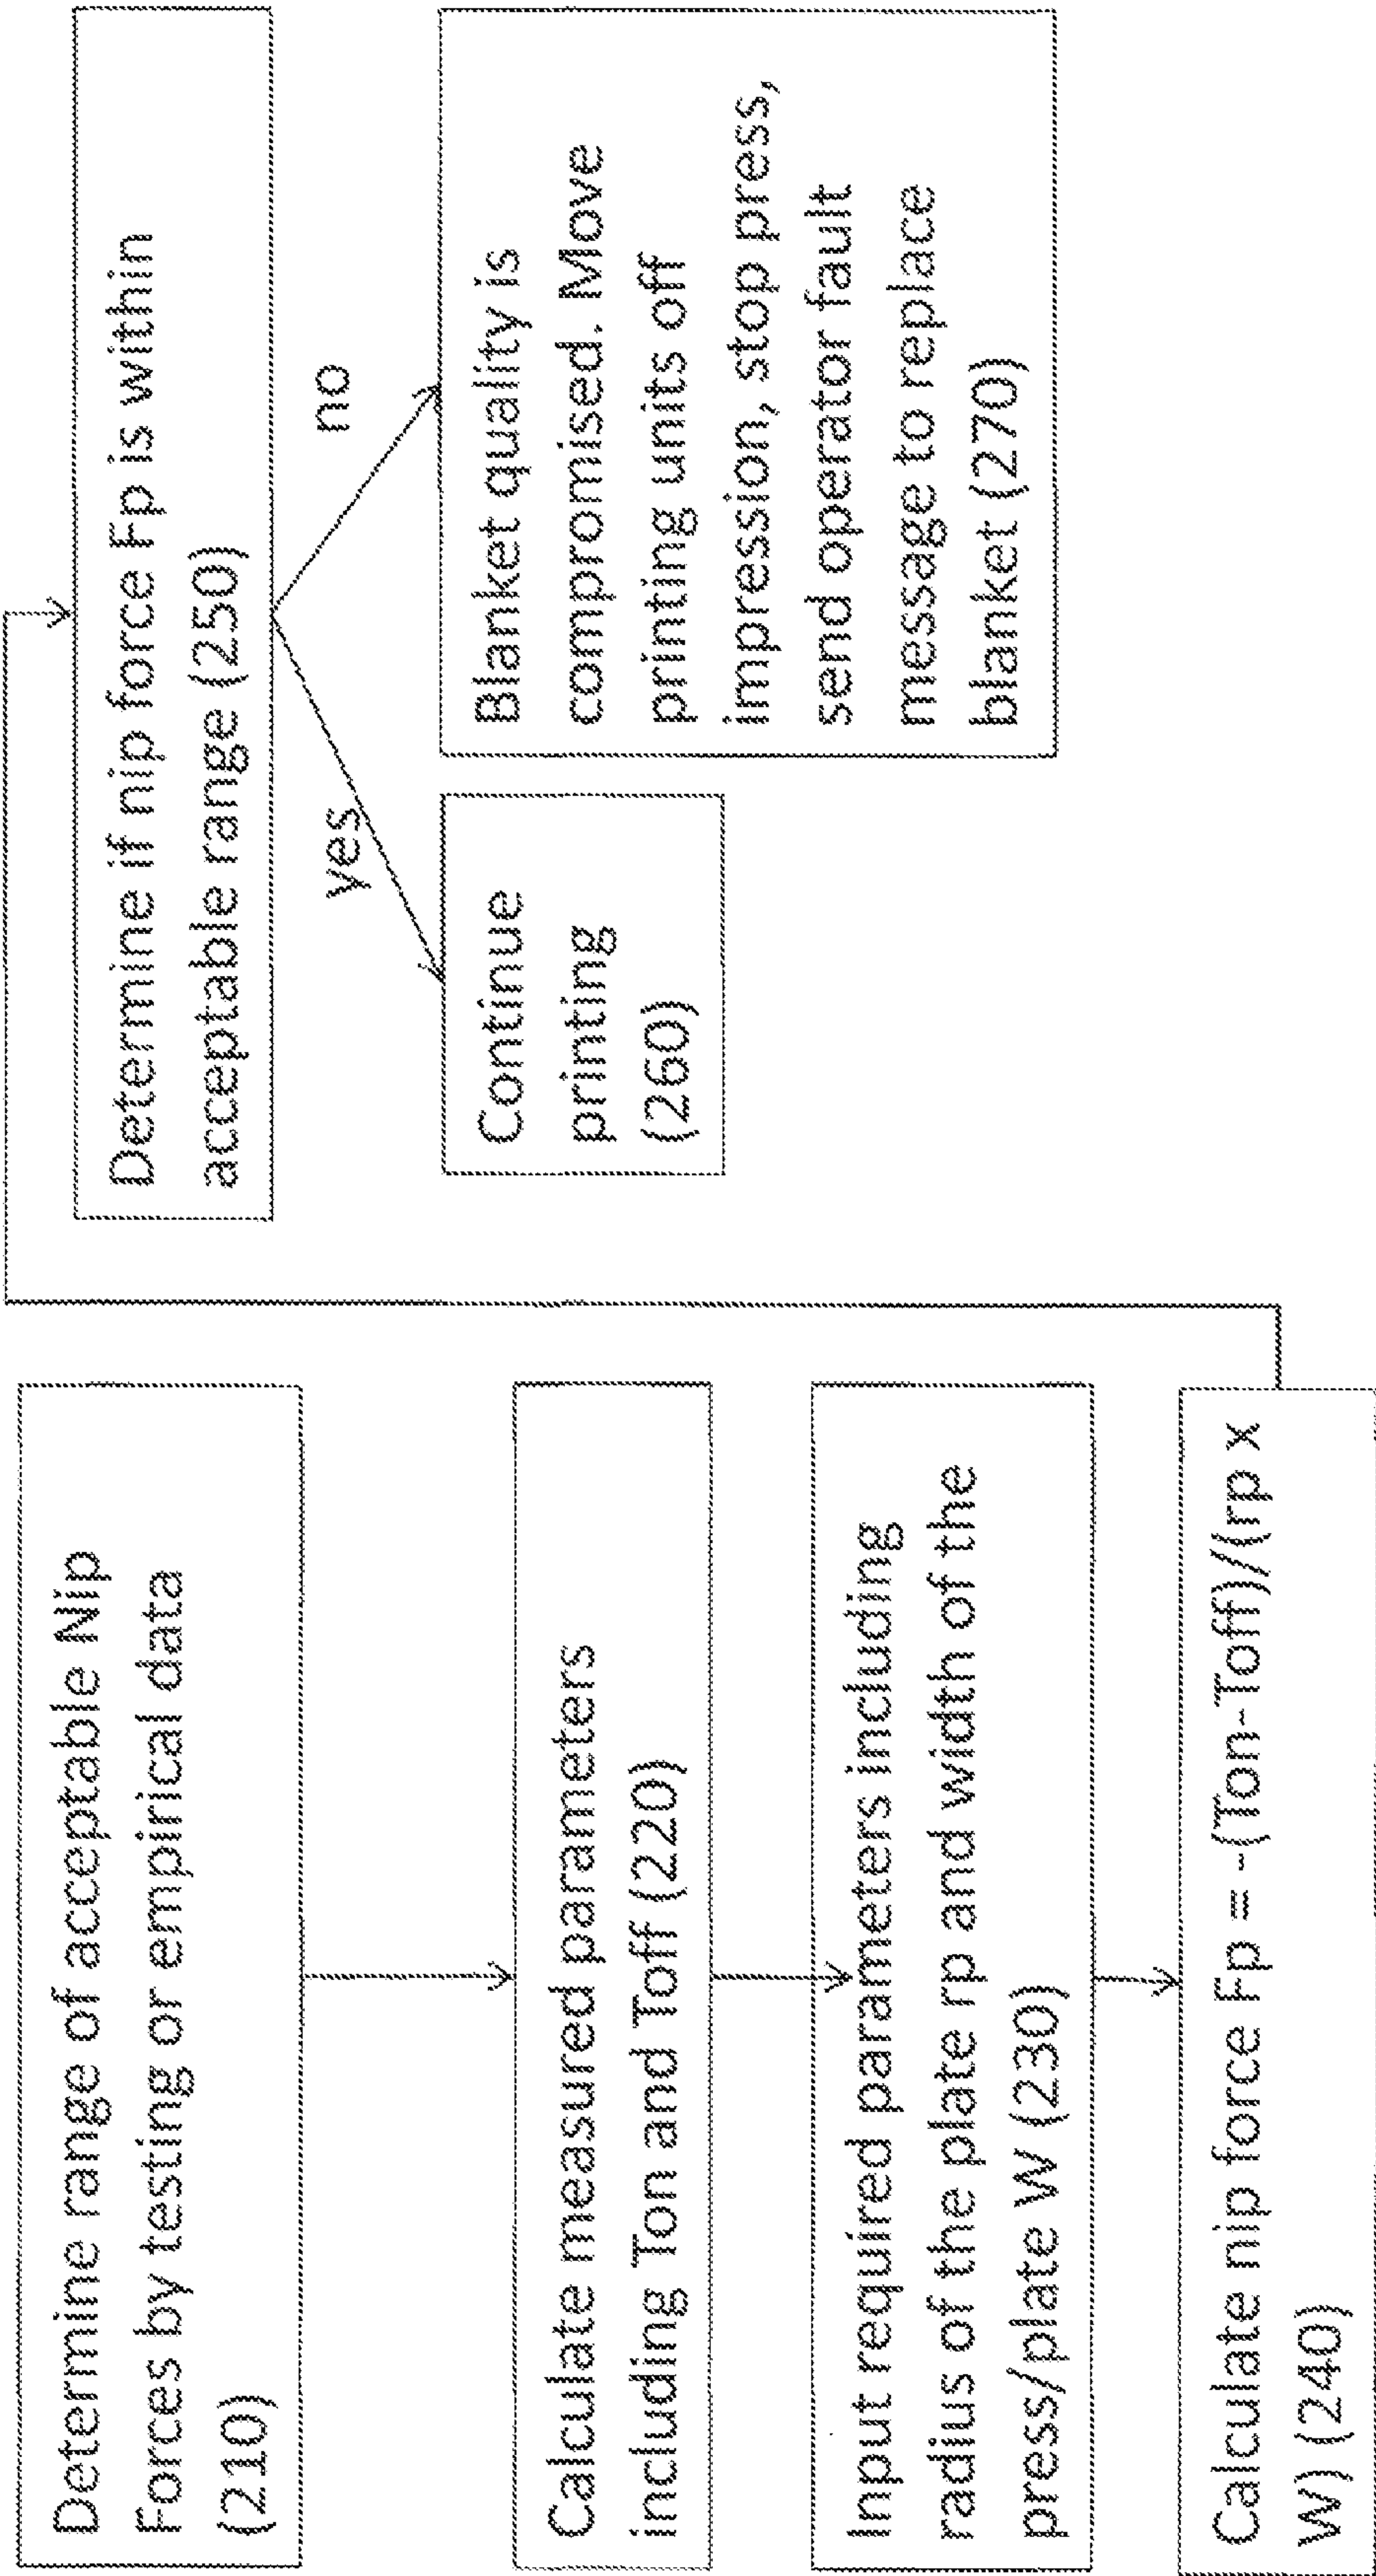 Determine range of acceptable Nip
Forces by testing or empirical data
(210)
Calculate measured parameters
including Ton and Toff (220)
Input required parameters including
radius of the plate rp and width of the
press/plate W (230)
Calculate nip force Fp = -(Ton-Toff)/(rp x
W) (240)
Determine if nip force Fp is within
acceptable range (250)
yes
no
Continue
printing
(260)
Blanket quality is
compromised. Move
printing units off
impression, stop press,
send operator fault
message to replace
blanket (270)